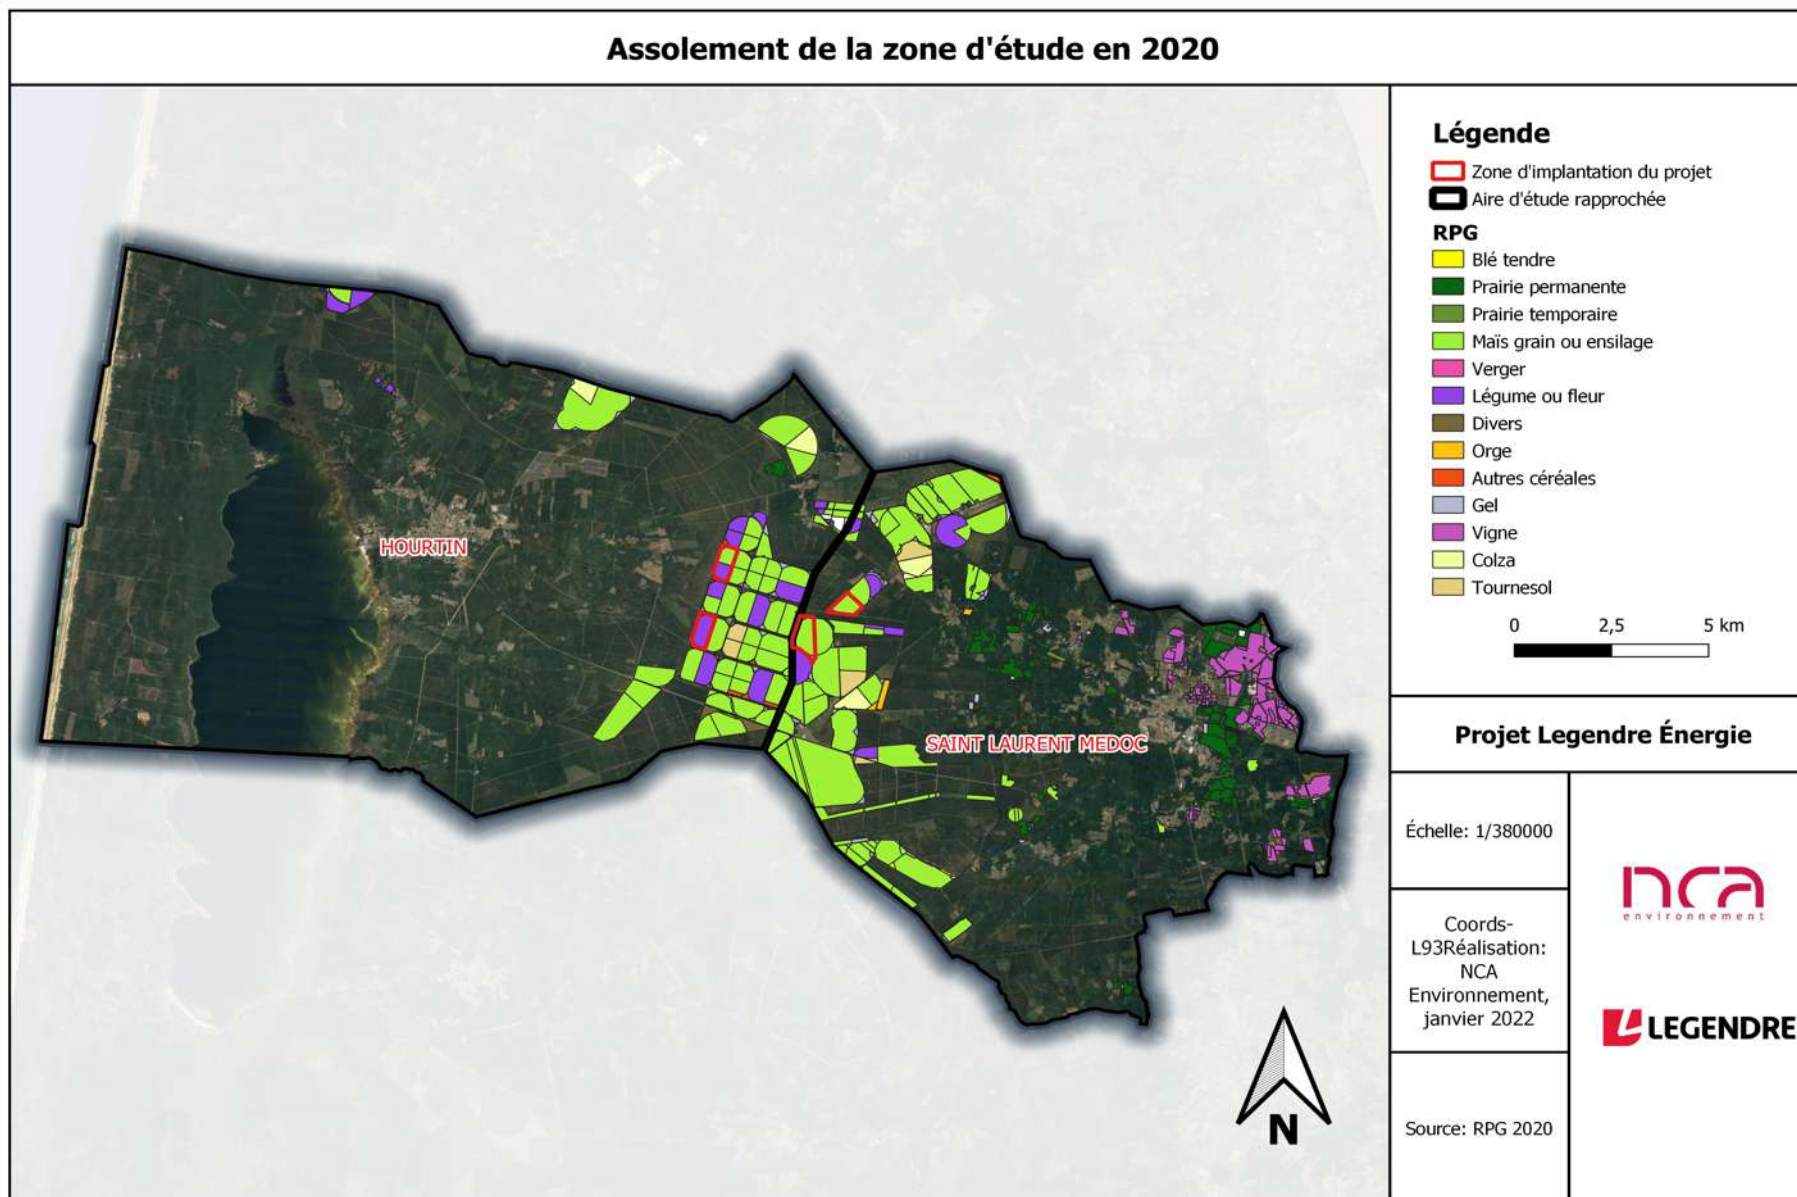 Assolement de la zone d'étude en 2020
HOURTIN
SAINT LAURENT MEDOC
N
Légende
Zone d'implantation du projet
Aire d'étude rapprochée
RPG
Blé tendre
Prairie permanente
Prairie temporaire
Maïs grain ou ensilage
Verger
Légume ou fleur
Divers
Orge
Autres céréales
Gel
Vigne
Colza
Tournesol
0 2,5 5 km
Projet Legendre Énergie
Échelle: 1/380000
Coords-
L93Réalisation:
NCA
Environnement,
janvier 2022
Source: RPG 2020
nca
environnement
LEGENDRE